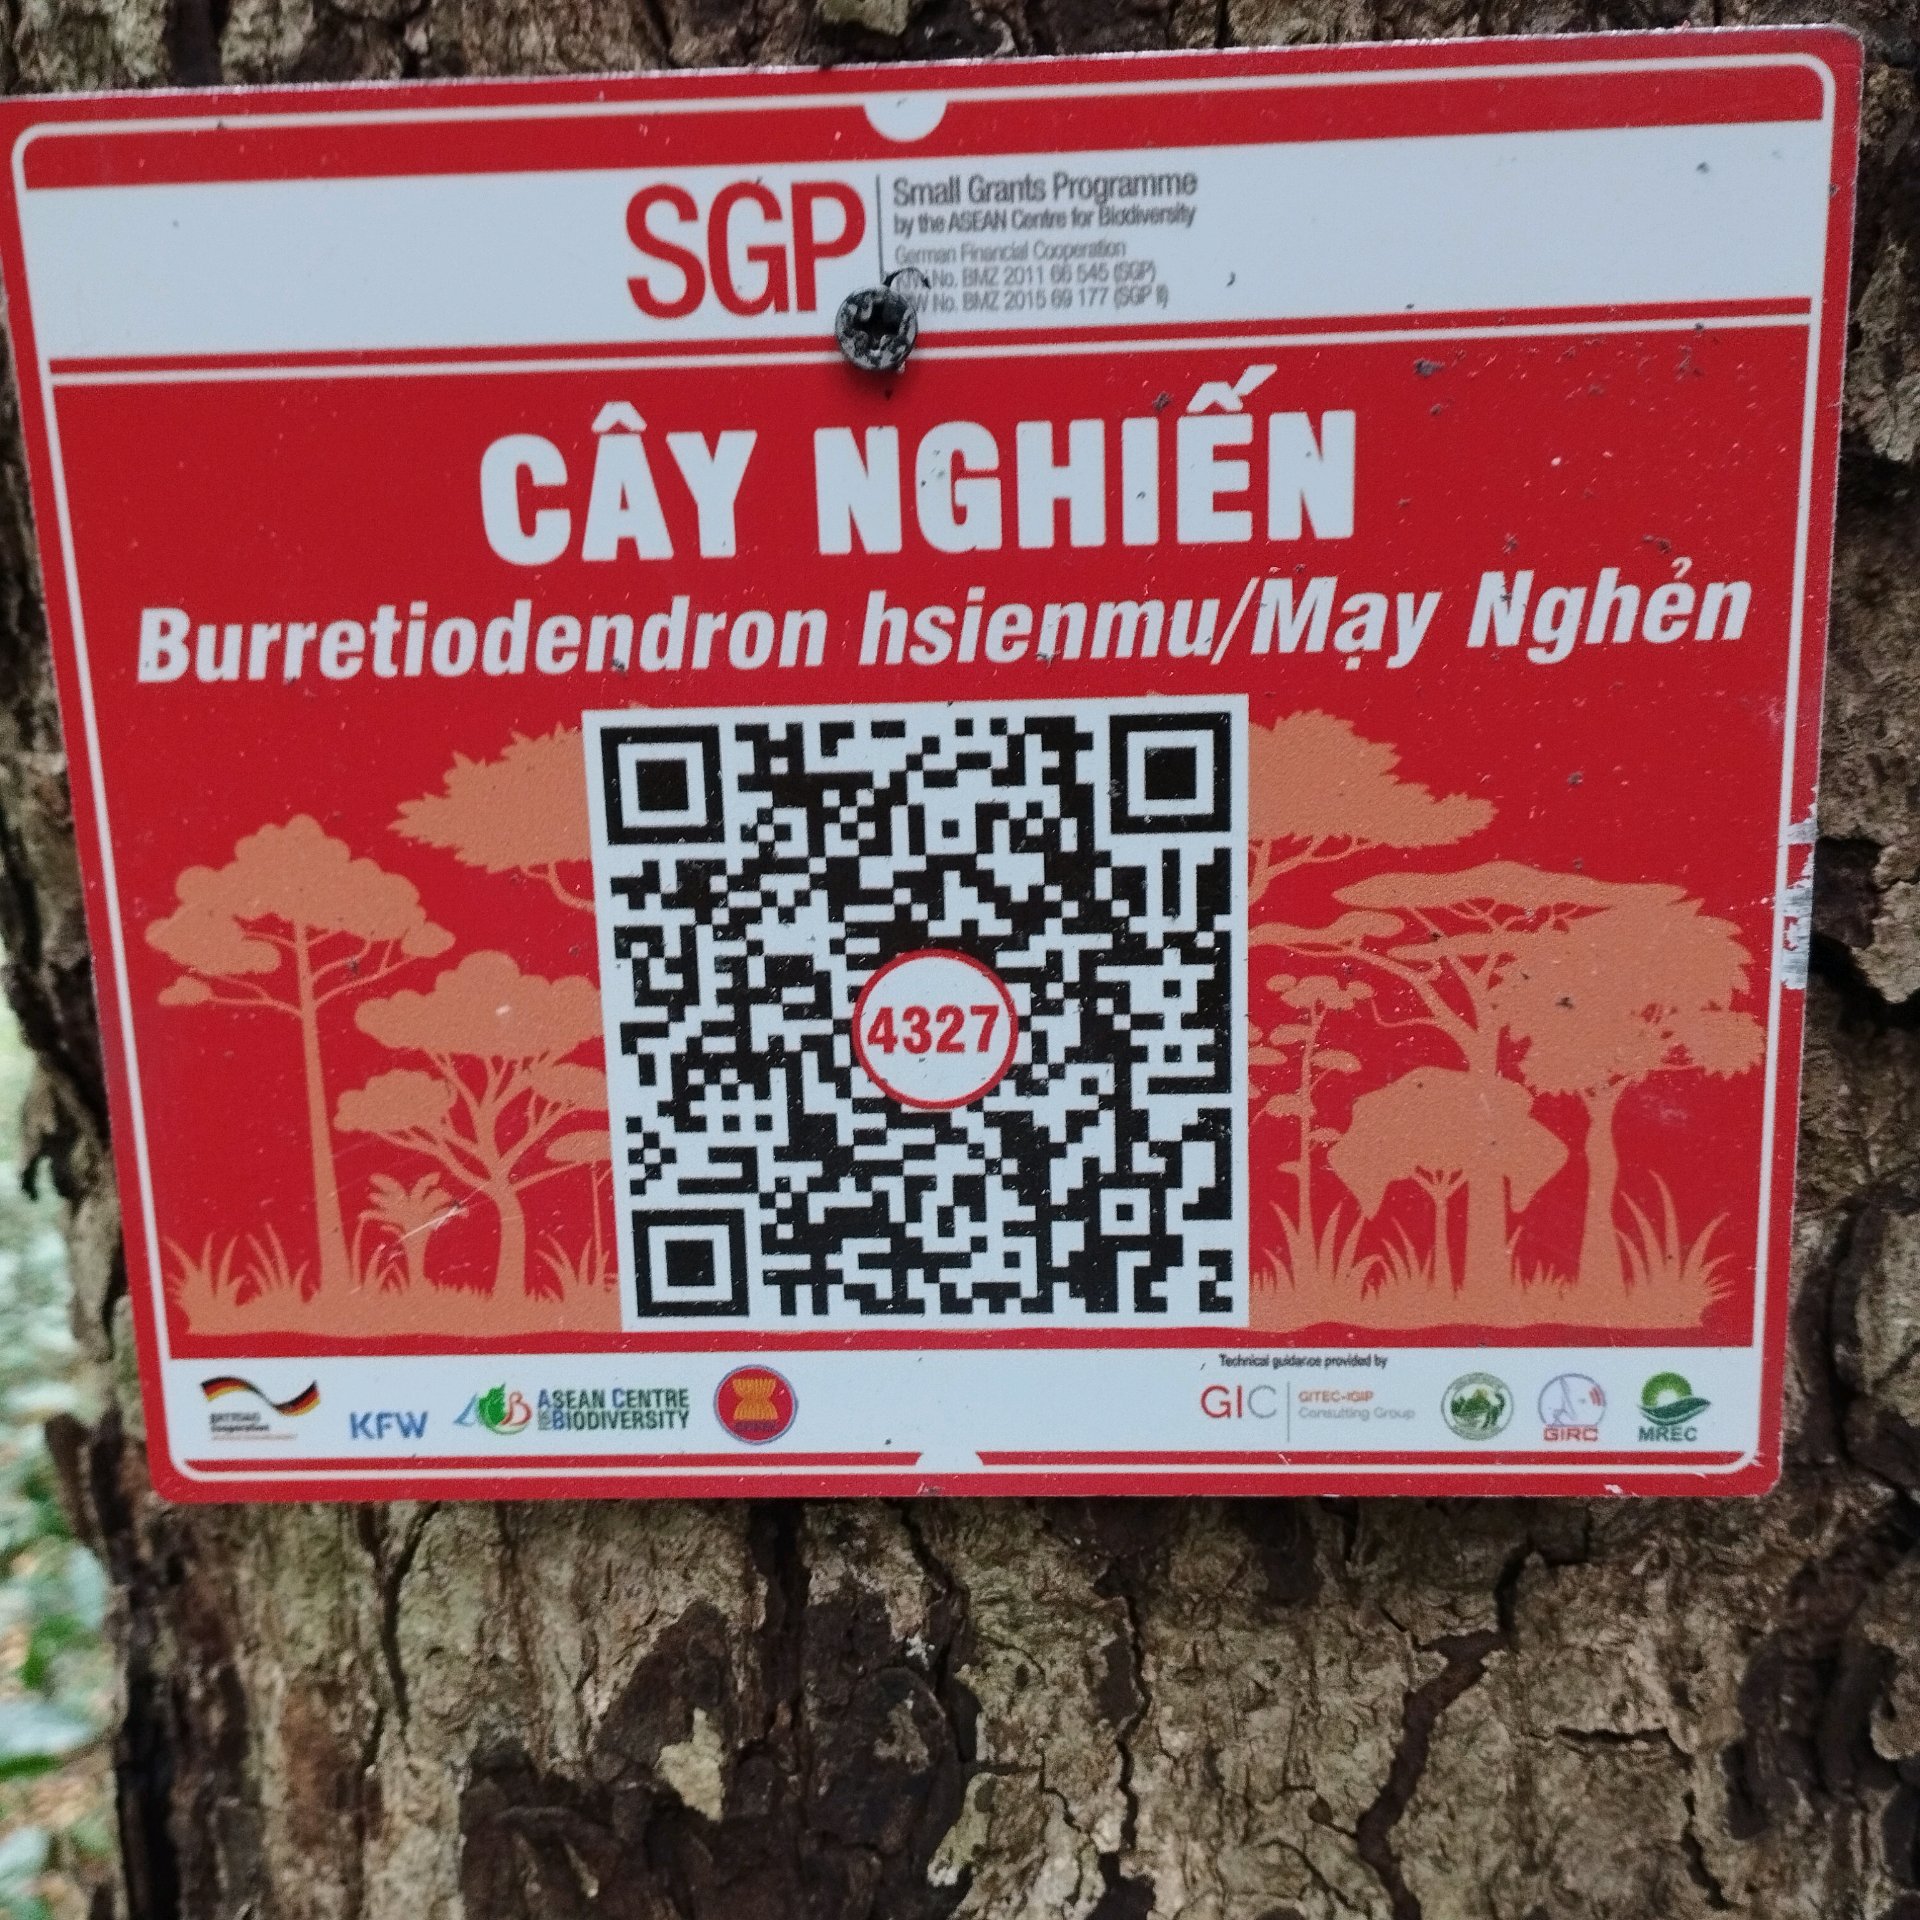 SGP
Small Grants Programme
by the ASEAN Centre for Biodiversity
German Financial Cooperation
No. BMZ 2011 66 545 (SGP)
No. BMZ 2015 69 177 (SGP II)
CÂY NGHIẾN
Burretiodendron hsienmu/Mạy Nghẻn
4327
cooperation
KFW
ASEAN CENTRE
FOR BIODIVERSITY
Technical guidance provided by
GIC
GITEC-IGIP
Consulting Group
GIRC
MREC